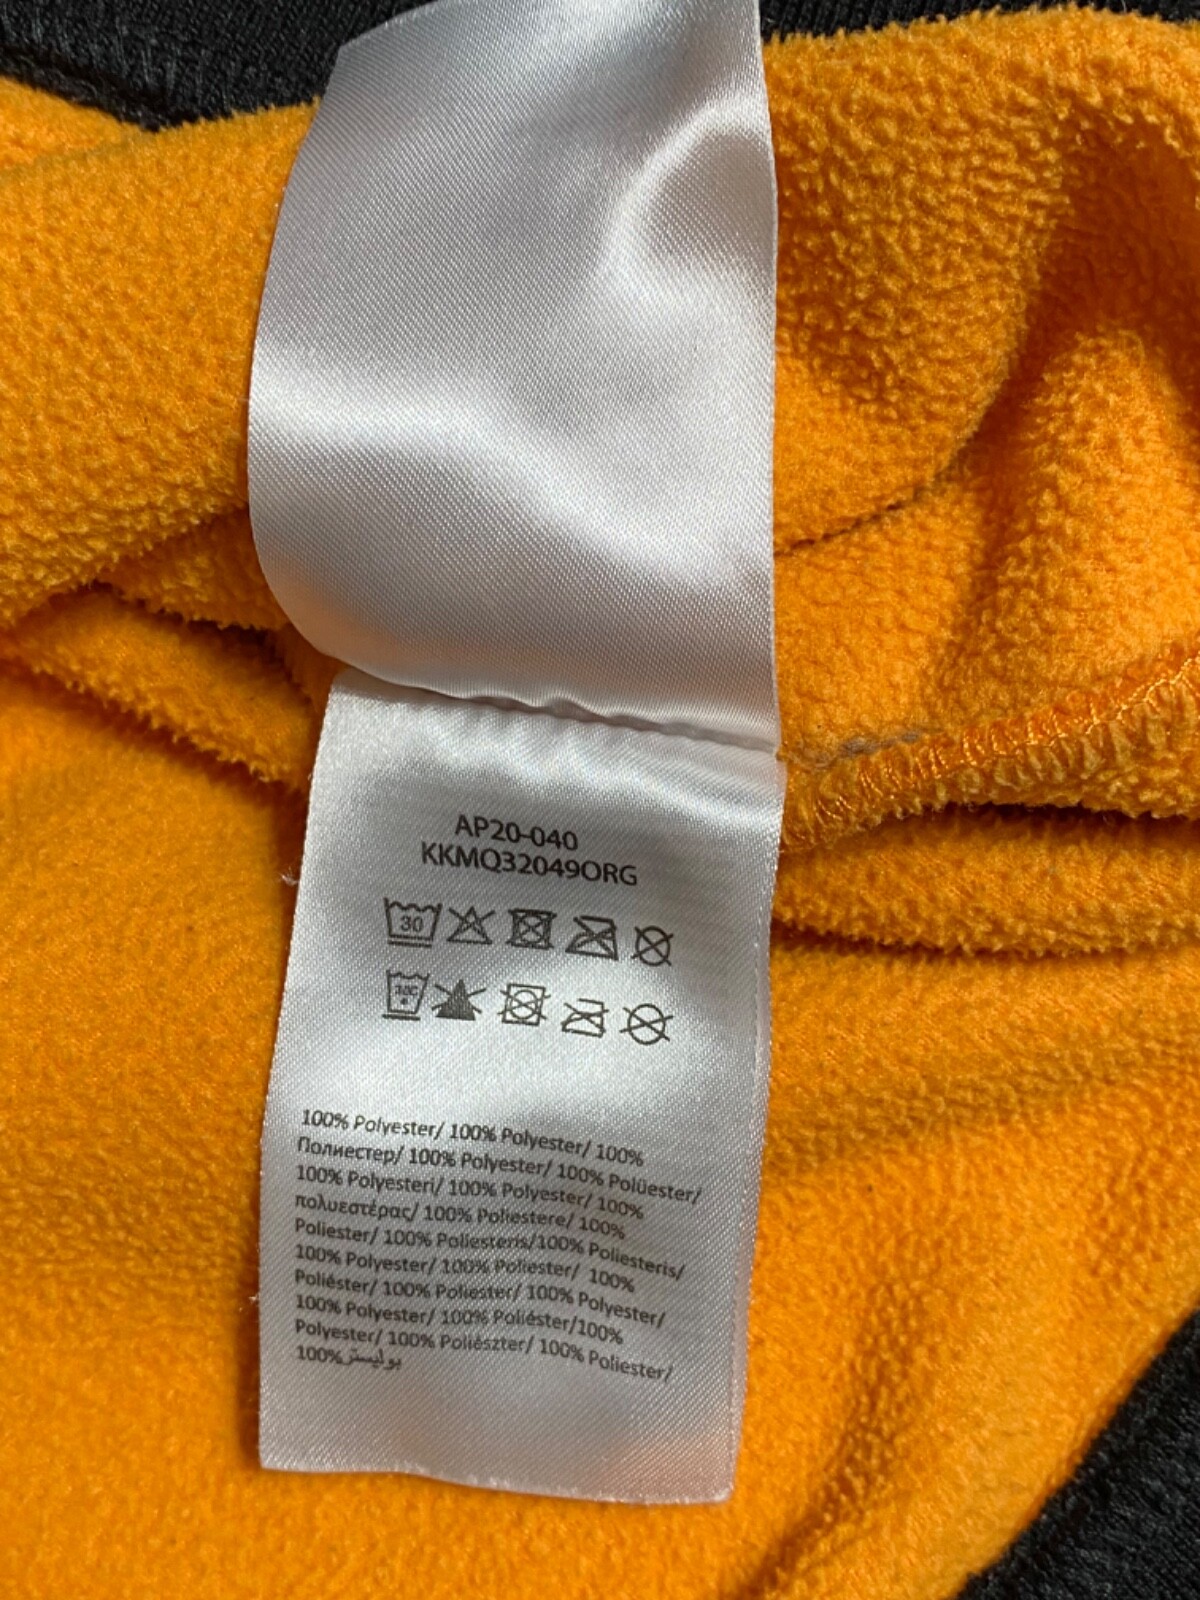 AP20-040
KKMQ32049ORG
30
30C
100% Polyester/ 100% Polyester/ 100%
Полиестер/ 100% Polyester/ 100% Polüester/
100% Polyesteri/ 100% Polyester/ 100%
πολυεστέρας/ 100% Poliestere/ 100%
Poliester/ 100% Poliesteris/100% Poliesteris/
100% Polyester/ 100% Poliester/ 100%
Poliéster/ 100% Poliester/ 100% Polyester/
100% Polyester/ 100% Poliéster/100%
Polyester/ 100% Poliészter/ 100% Poliester/
100% بوليستر